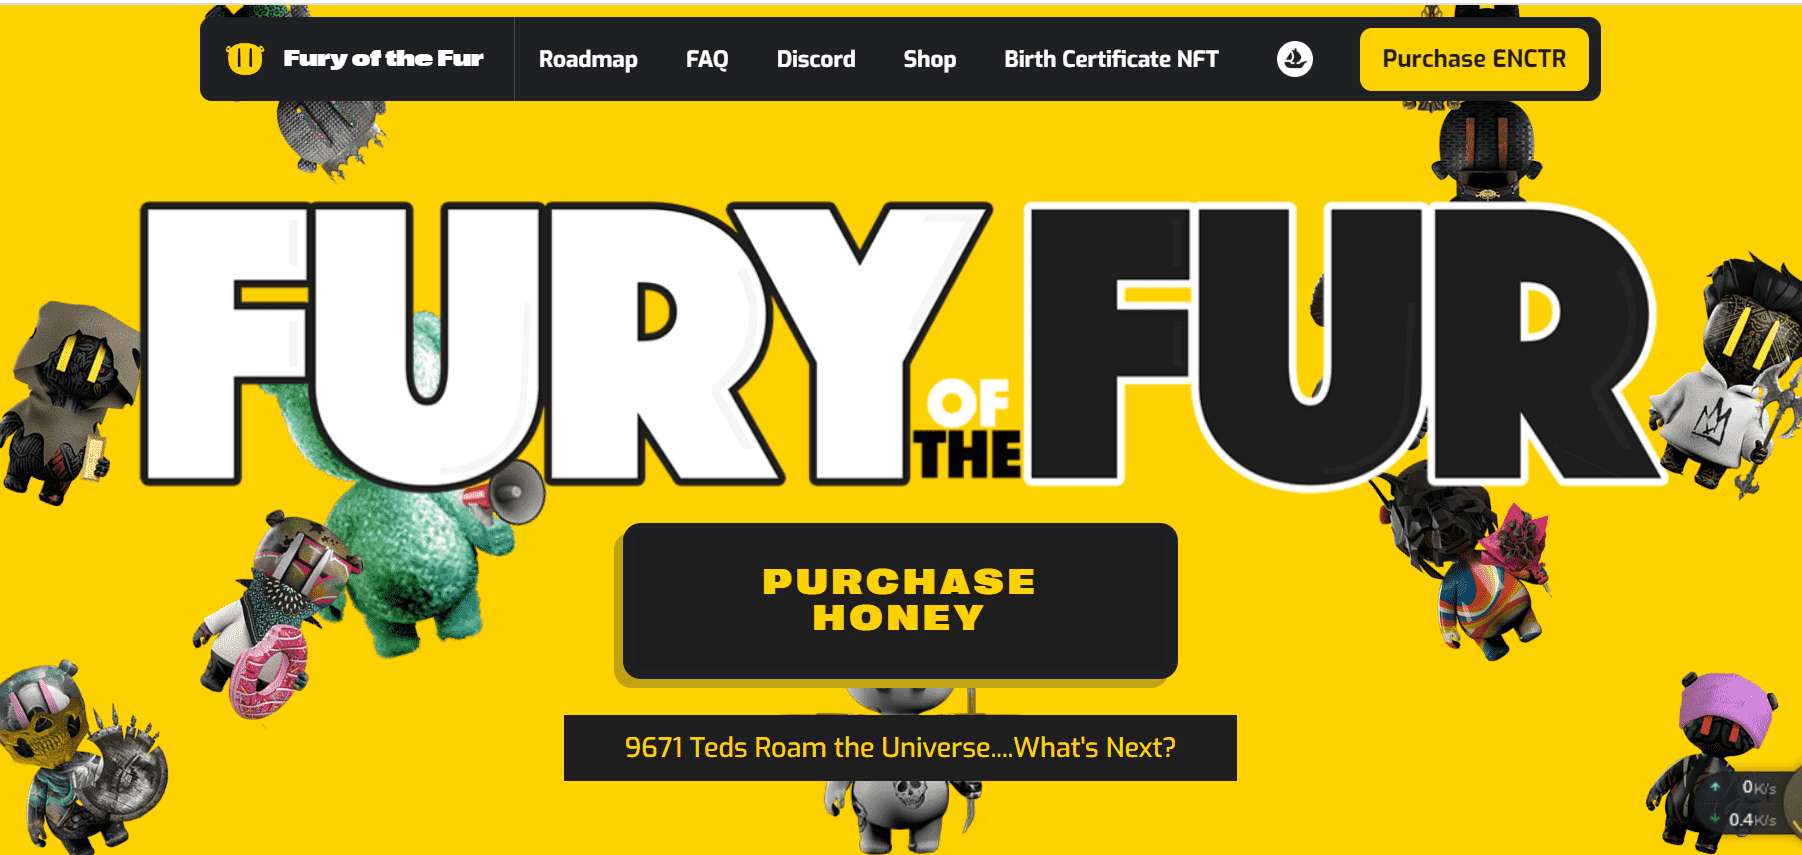 Fury of the Fur
Roadmap
FAQ
Discord
Shop
Birth Certificate NFT
Purchase ENCTR
FURY OF THE FUR
PURCHASE
HONEY
9671 Teds Roam the Universe....What's Next?
0K/s
0.4K/s